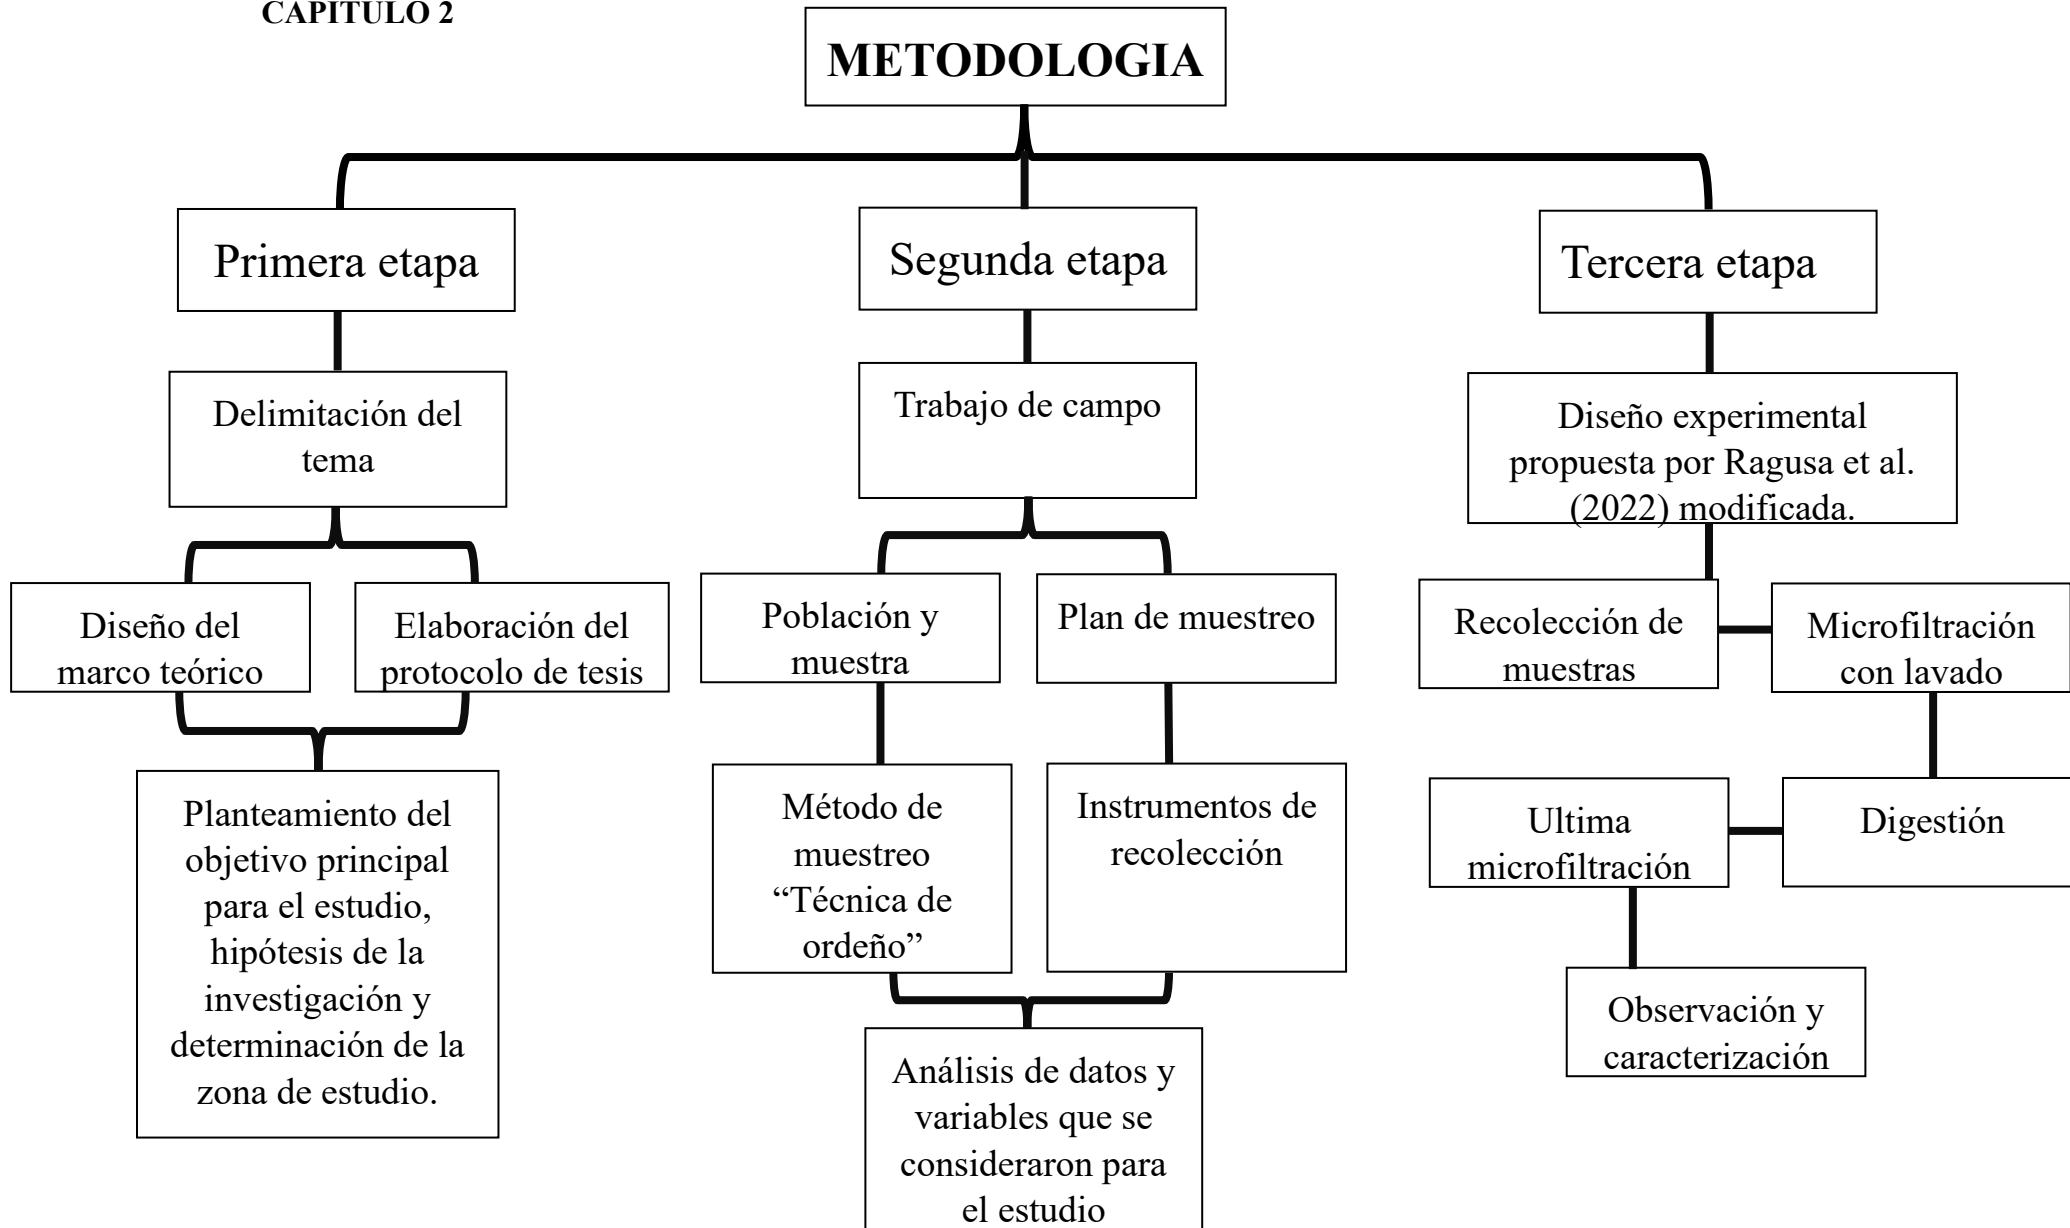 CAPITULO 2
METODOLOGIA
Primera etapa
Segunda etapa
Tercera etapa
Delimitación del
tema
Trabajo de campo
Diseño experimental
propuesta por Ragusa et al.
(2022) modificada.
Diseño del
marco teórico
Elaboración del
protocolo de tesis
Población y
muestra
Plan de muestreo
Recolección de
muestras
Microfiltración
con lavado
Planteamiento del
objetivo principal
para el estudio,
hipótesis de la
investigación y
determinación de la
zona de estudio.
Método de
muestreo
“Técnica de
ordeño”
Instrumentos de
recolección
Ultima
microfiltración
Digestión
Análisis de datos y
variables que se
consideraron para
el estudio
Observación y
caracterización